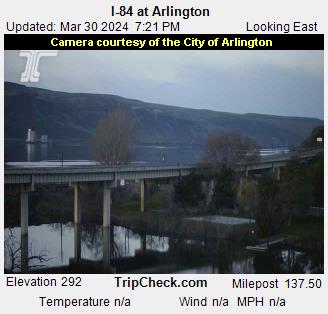 I-84 at Arlington
Updated: Mar 30 2024 7:21 PM Looking East
Camera courtesy of the City of Arlington
Elevation 292 TripCheck.com Milepost 137.50
Temperature n/a Wind n/a MPH n/a